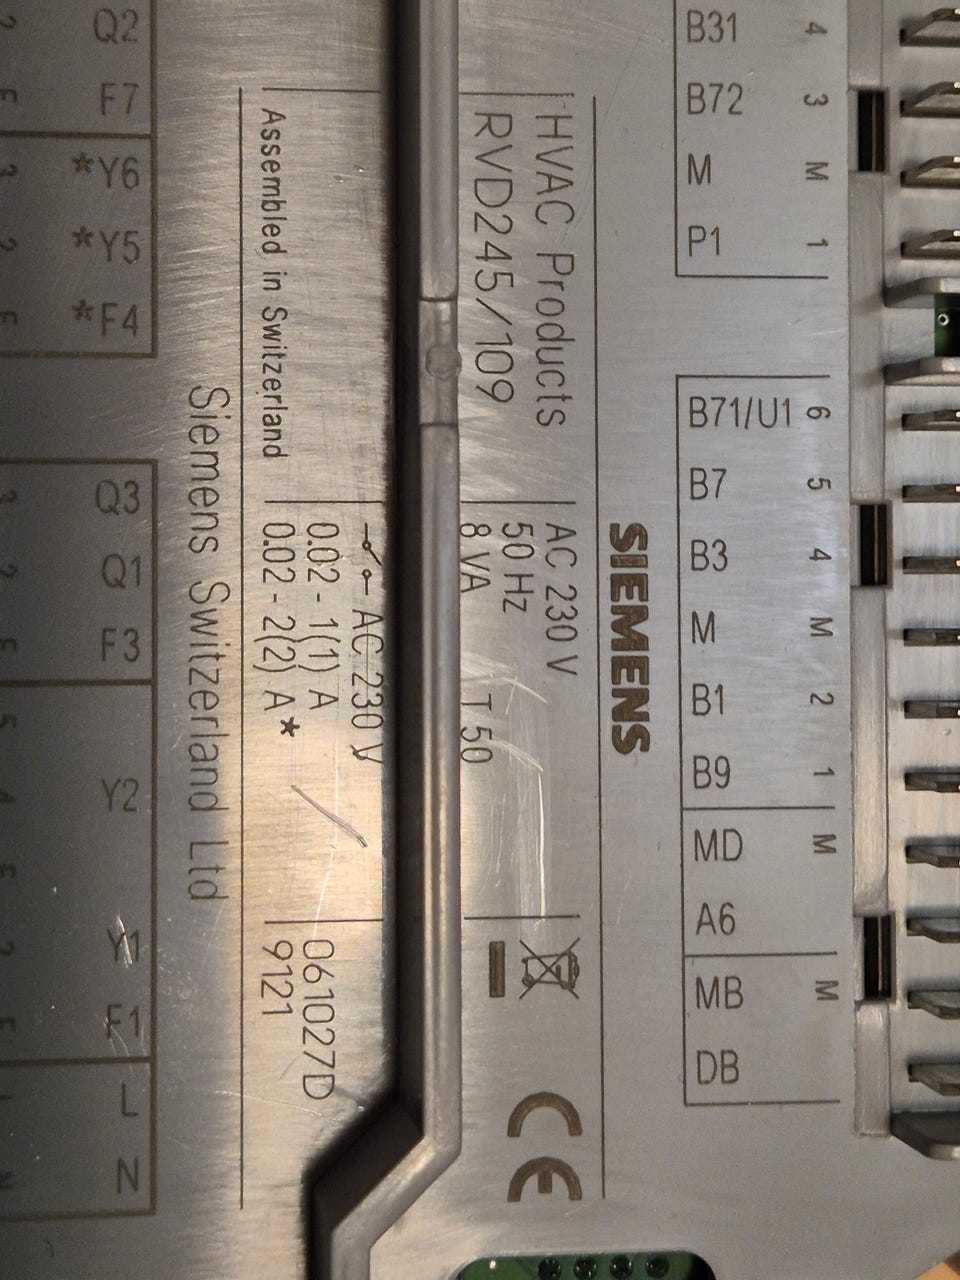 SIEMENS
HVAC Products
RVD245/109
AC 230 V
50 Hz
8 VA T 50
CE
AC 230 V
0.02 - 1(1) A
0.02 - 2(2) A *
Assembled in Switzerland
061027D
9121
Siemens Switzerland Ltd
B31 4
B72 3
M M
P1 1
B71/U1 6
B7 5
B3 4
M M
B1 2
B9 1
MD M
A6
MB M
DB
Q2
F7
*Y6
*Y5
*F4
Q3
Q1
F3
Y2
Y1
F1
L
N